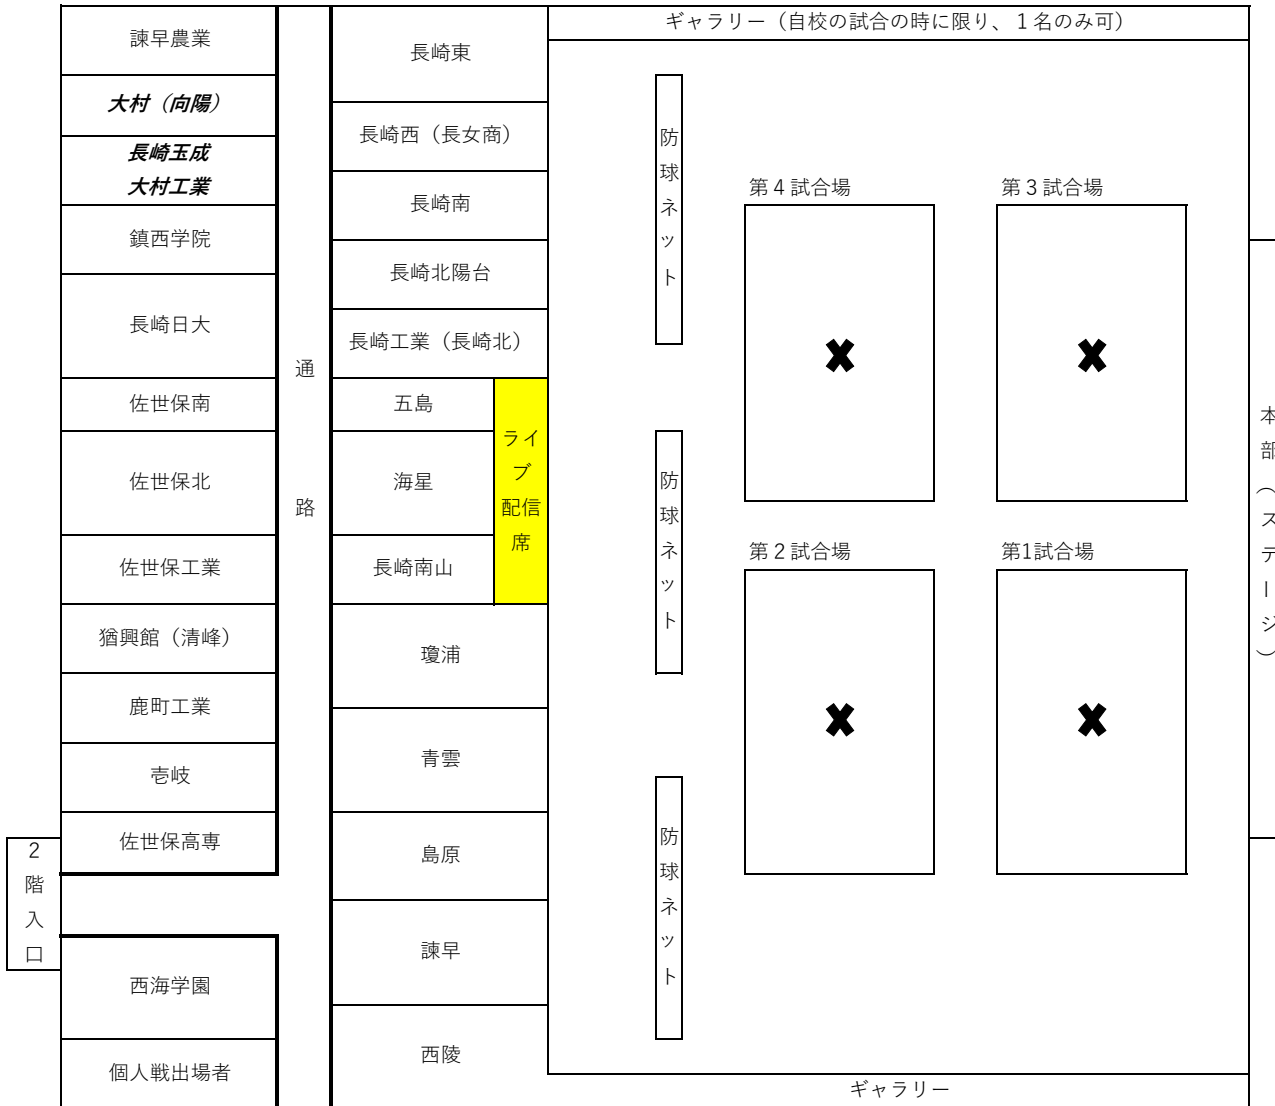 ギャラリー（自校の試合の時に限り、１名のみ可）
諫早農業
大村（向陽）
長崎玉成
大村工業
鎮西学院
長崎日大
佐世保南
佐世保北
佐世保工業
猶興館（清峰）
鹿町工業
壱岐
佐世保高専
2階入口
西海学園
個人戦出場者
通路
長崎東
長崎西（長女商）
長崎南
長崎北陽台
長崎工業（長崎北）
五島
海星
長崎南山
ライ
ブ
配信
席
瓊浦
青雲
島原
諫早
西陵
防球ネット
防球ネット
防球ネット
第４試合場
第３試合場
第２試合場
第1試合場
本部（ステージ）
ギャラリー